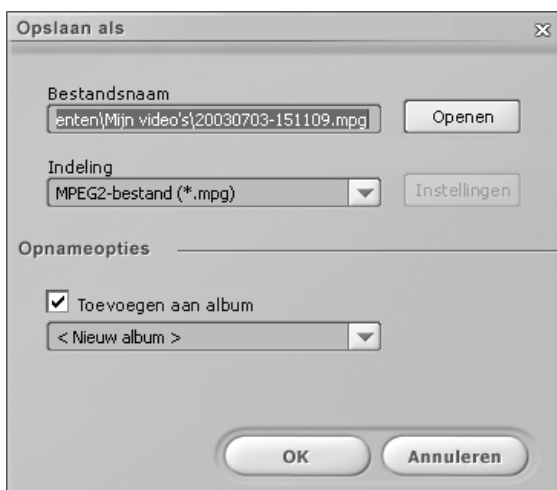 Opslaan als
Bestandsnaam
enten\Mijn video's\20030703-151109.mpg
Openen
Indeling
MPEG2-bestand (*.mpg)
Instellingen
Opnameopties
Toevoegen aan album
< Nieuw album >
OK
Annuleren